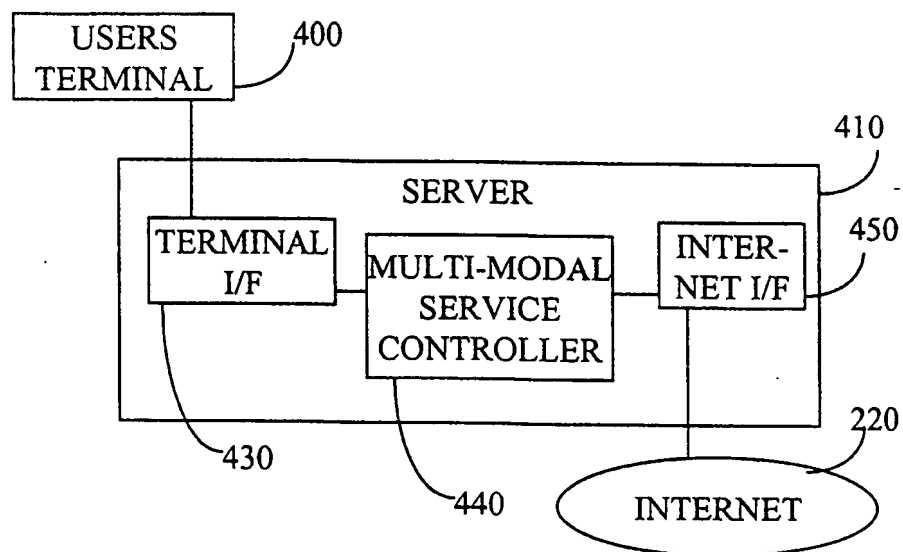 USERS
TERMINAL
400
410
SERVER
TERMINAL
I/F
MULTI-MODAL
SERVICE
CONTROLLER
INTER-
NET I/F
450
430
440
220
INTERNET